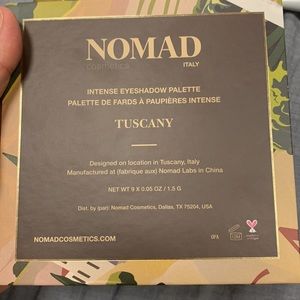 NOMAD
cosmetics ITALY
INTENSE EYESHADOW PALETTE
PALETTE DE FARDS À PAUPIÈRES INTENSE
TUSCANY
Designed on location in Tuscany, Italy
Manufactured at (fabrique aux) Nomad Labs in China
NET WT 9 X 0.05 OZ / 1.5 G
Dist. by (par): Nomad Cosmetics, Dallas, TX 75204, USA
NOMADCOSMETICS.COM
12M